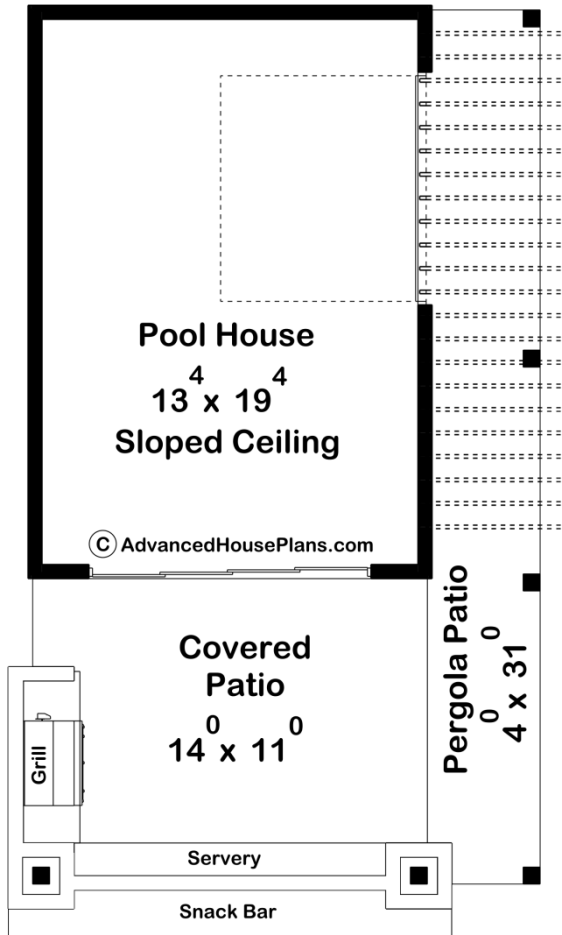 Pool House
13⁴ x 19⁴
Sloped Ceiling
© AdvancedHousePlans.com
Covered
Patio
14⁰ x 11⁰
Pergola Patio
4⁰ x 31⁰
Grill
Servery
Snack Bar